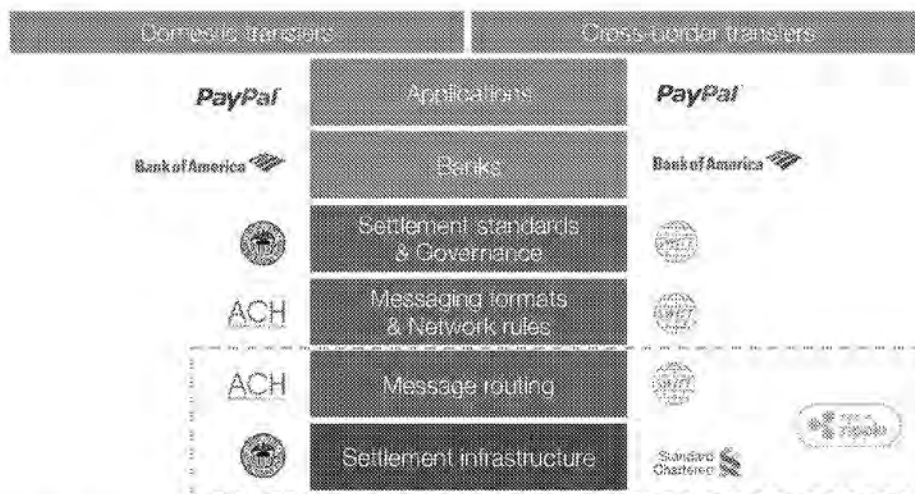 Domestic transfers
Cross-border transfers
PayPal
Applications
PayPal
Bank of America
Banks
Bank of America
Settlement standards
& Governance
ACH
Messaging formats
& Network rules
ACH
Message routing
ripple
Settlement infrastructure
Standard
Chartered